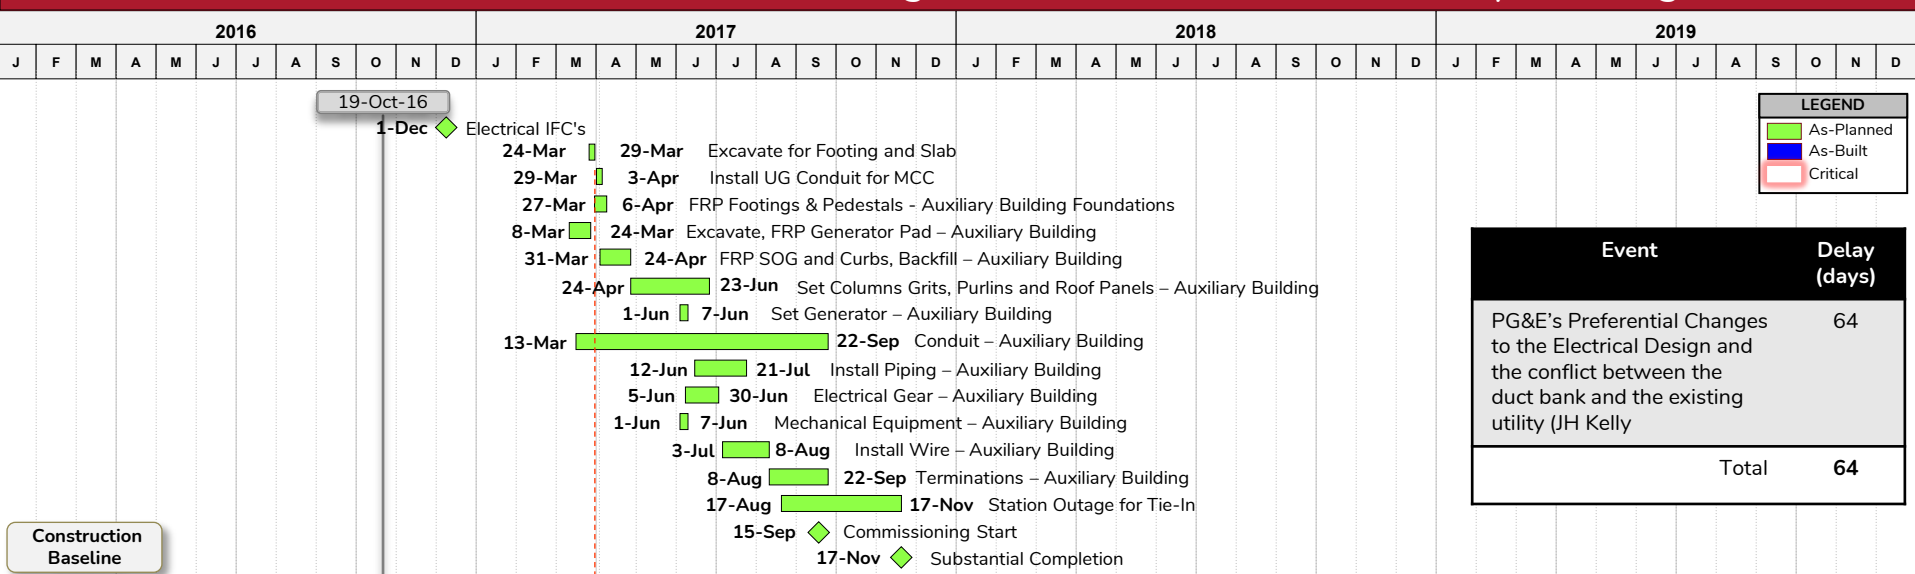 2016 2017 2018 2019
J F M A M J J A S O N D J F M A M J J A S O N D J F M A M J J A S O N D J F M A M J J A S O N D
19-Oct-16
1-Dec Electrical IFC's
24-Mar 29-Mar Excavate for Footing and Slab
29-Mar 3-Apr Install UG Conduit for MCC
27-Mar 6-Apr FRP Footings & Pedestals - Auxiliary Building Foundations
8-Mar 24-Mar Excavate, FRP Generator Pad – Auxiliary Building
31-Mar 24-Apr FRP SOG and Curbs, Backfill – Auxiliary Building
24-Apr 23-Jun Set Columns Grits, Purlins and Roof Panels – Auxiliary Building
1-Jun 7-Jun Set Generator – Auxiliary Building
13-Mar 22-Sep Conduit – Auxiliary Building
12-Jun 21-Jul Install Piping – Auxiliary Building
5-Jun 30-Jun Electrical Gear – Auxiliary Building
1-Jun 7-Jun Mechanical Equipment – Auxiliary Building
3-Jul 8-Aug Install Wire – Auxiliary Building
8-Aug 22-Sep Terminations – Auxiliary Building
17-Aug 17-Nov Station Outage for Tie-In
15-Sep Commissioning Start
17-Nov Substantial Completion
Construction
Baseline
LEGEND
As-Planned
As-Built
Critical
Event Delay
(days)
PG&E's Preferential Changes 64
to the Electrical Design and
the conflict between the
duct bank and the existing
utility (JH Kelly
Total 64